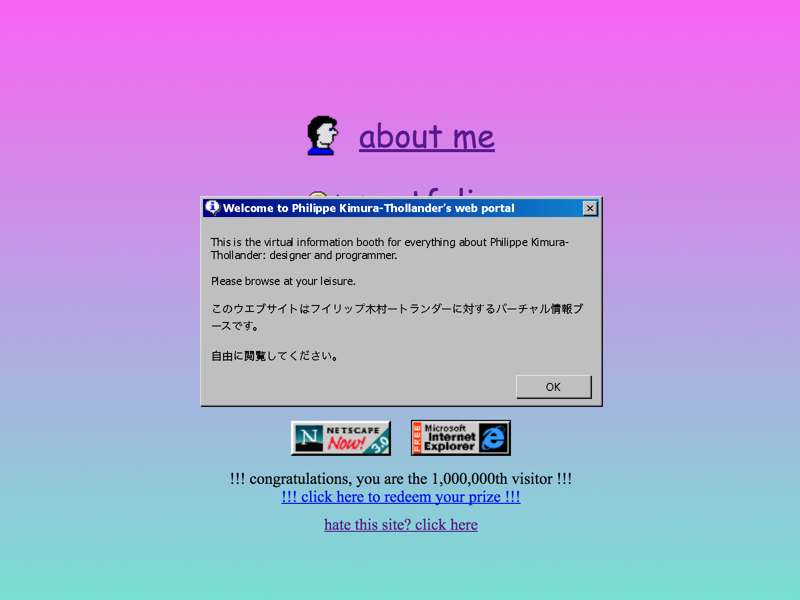 about me
Welcome to Philippe Kimura-Thollander's web portal
This is the virtual information booth for everything about Philippe Kimura-
Thollander: designer and programmer.
Please browse at your leisure.
このウエブサイトはフイリップ木村ートランダーに対するバーチャル情報ブ
ースです。
自由に閲覧してください。
OK
N NETSCAPE
Now! 3.0
FREE Microsoft
Internet
Explorer
!!! congratulations, you are the 1,000,000th visitor !!!
!!! click here to redeem your prize !!!
hate this site? click here